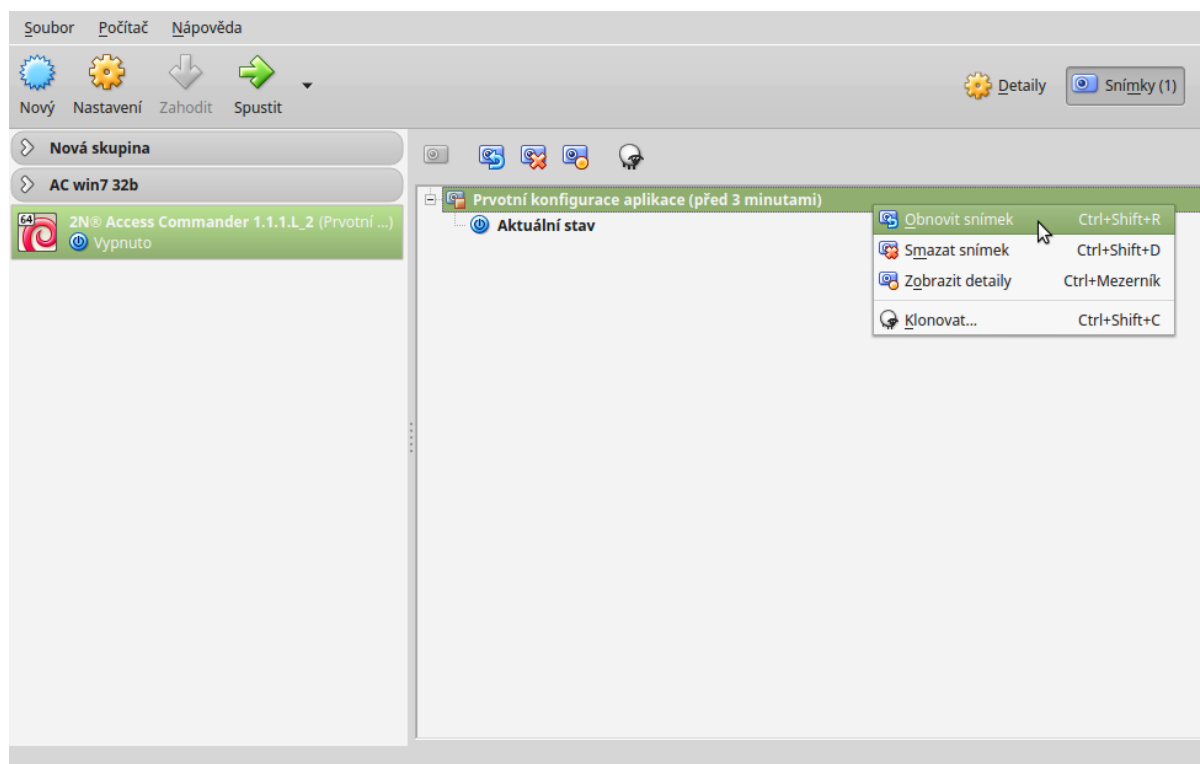 Soubor Počítač Nápověda
Nový Nastavení Zahodit Spustit
Detaily Snímky (1)
Nová skupina
AC win7 32b
64
2N® Access Commander 1.1.1.L_2 (Prvotní ...)
Vypnuto
Prvotní konfigurace aplikace (před 3 minutami)
Aktuální stav
Obnovit snímek Ctrl+Shift+R
Smazat snímek Ctrl+Shift+D
Zobrazit detaily Ctrl+Mezerník
Klonovat... Ctrl+Shift+C